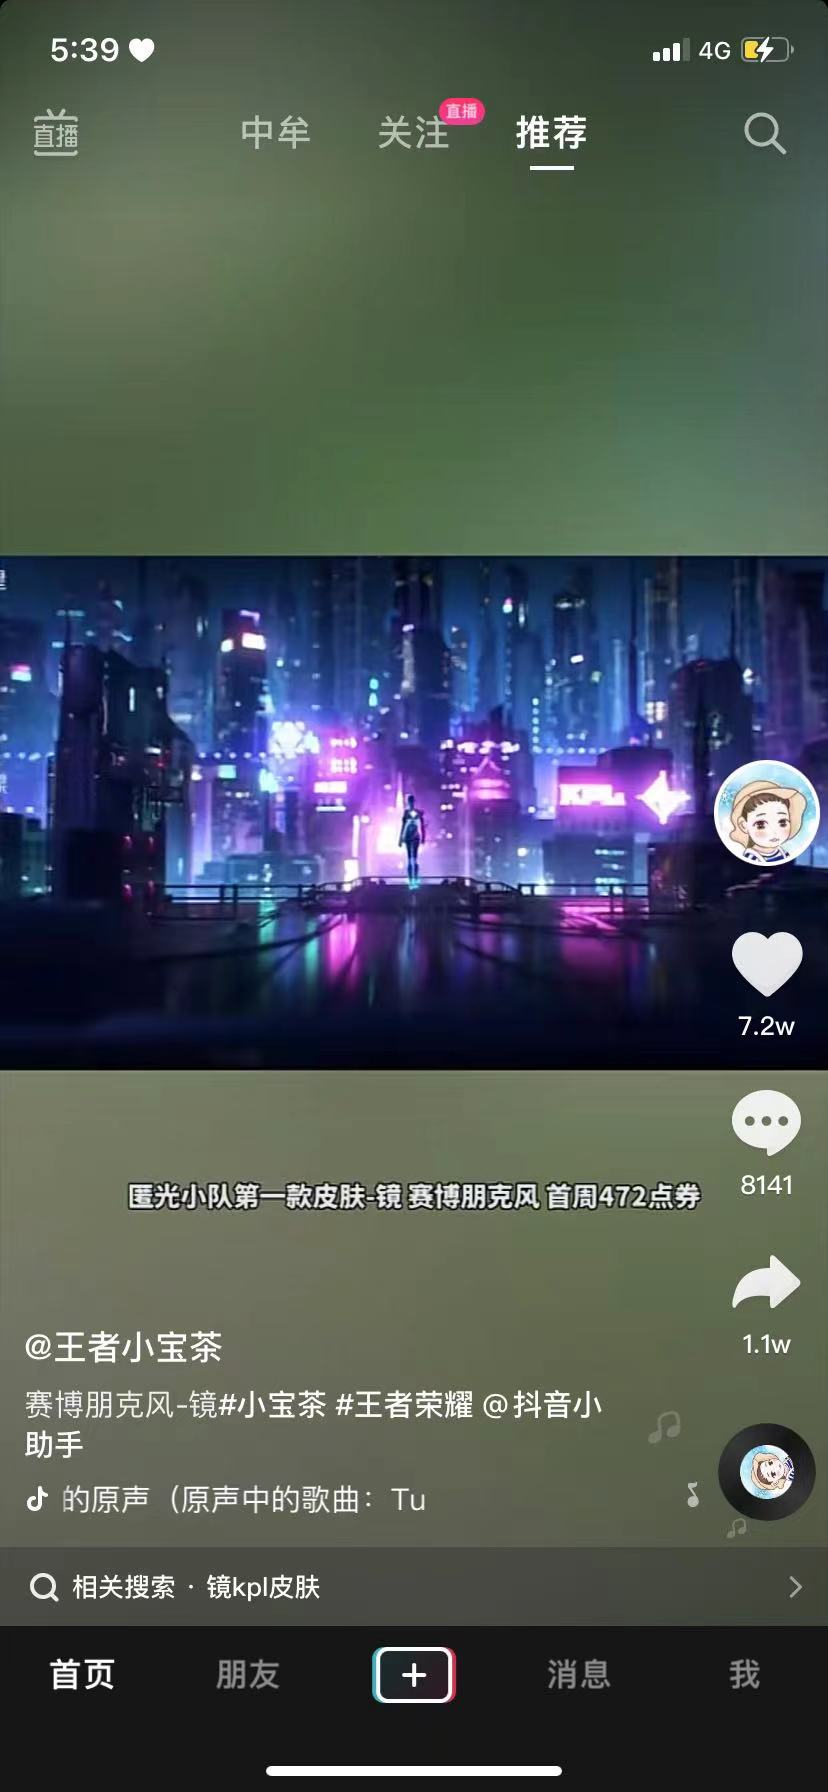 5:39
4G
直播
中牟
关注
直播
推荐
KPL
7.2w
8141
匿光小队第一款皮肤-镜 赛博朋克风 首周472点券
1.1w
@王者小宝茶
赛博朋克风-镜#小宝茶 #王者荣耀 @抖音小
助手
的原声（原声中的歌曲：Tu
相关搜索 · 镜kpl皮肤
首页
朋友
消息
我